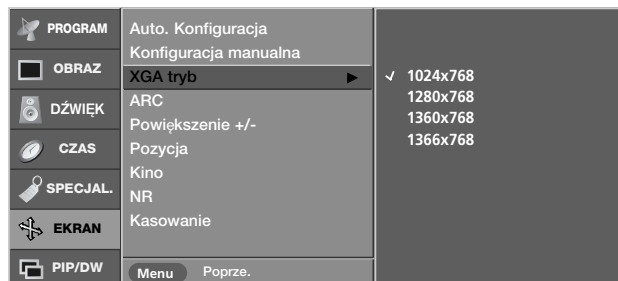 PROGRAM
OBRAZ
DŹWIĘK
CZAS
SPECJAL.
EKRAN
PIP/DW
Auto. Konfiguracja
Konfiguracja manualna
XGA tryb
ARC
Powiększenie +/-
Pozycja
Kino
NR
Kasowanie
Menu Poprze.
1024x768
1280x768
1360x768
1366x768